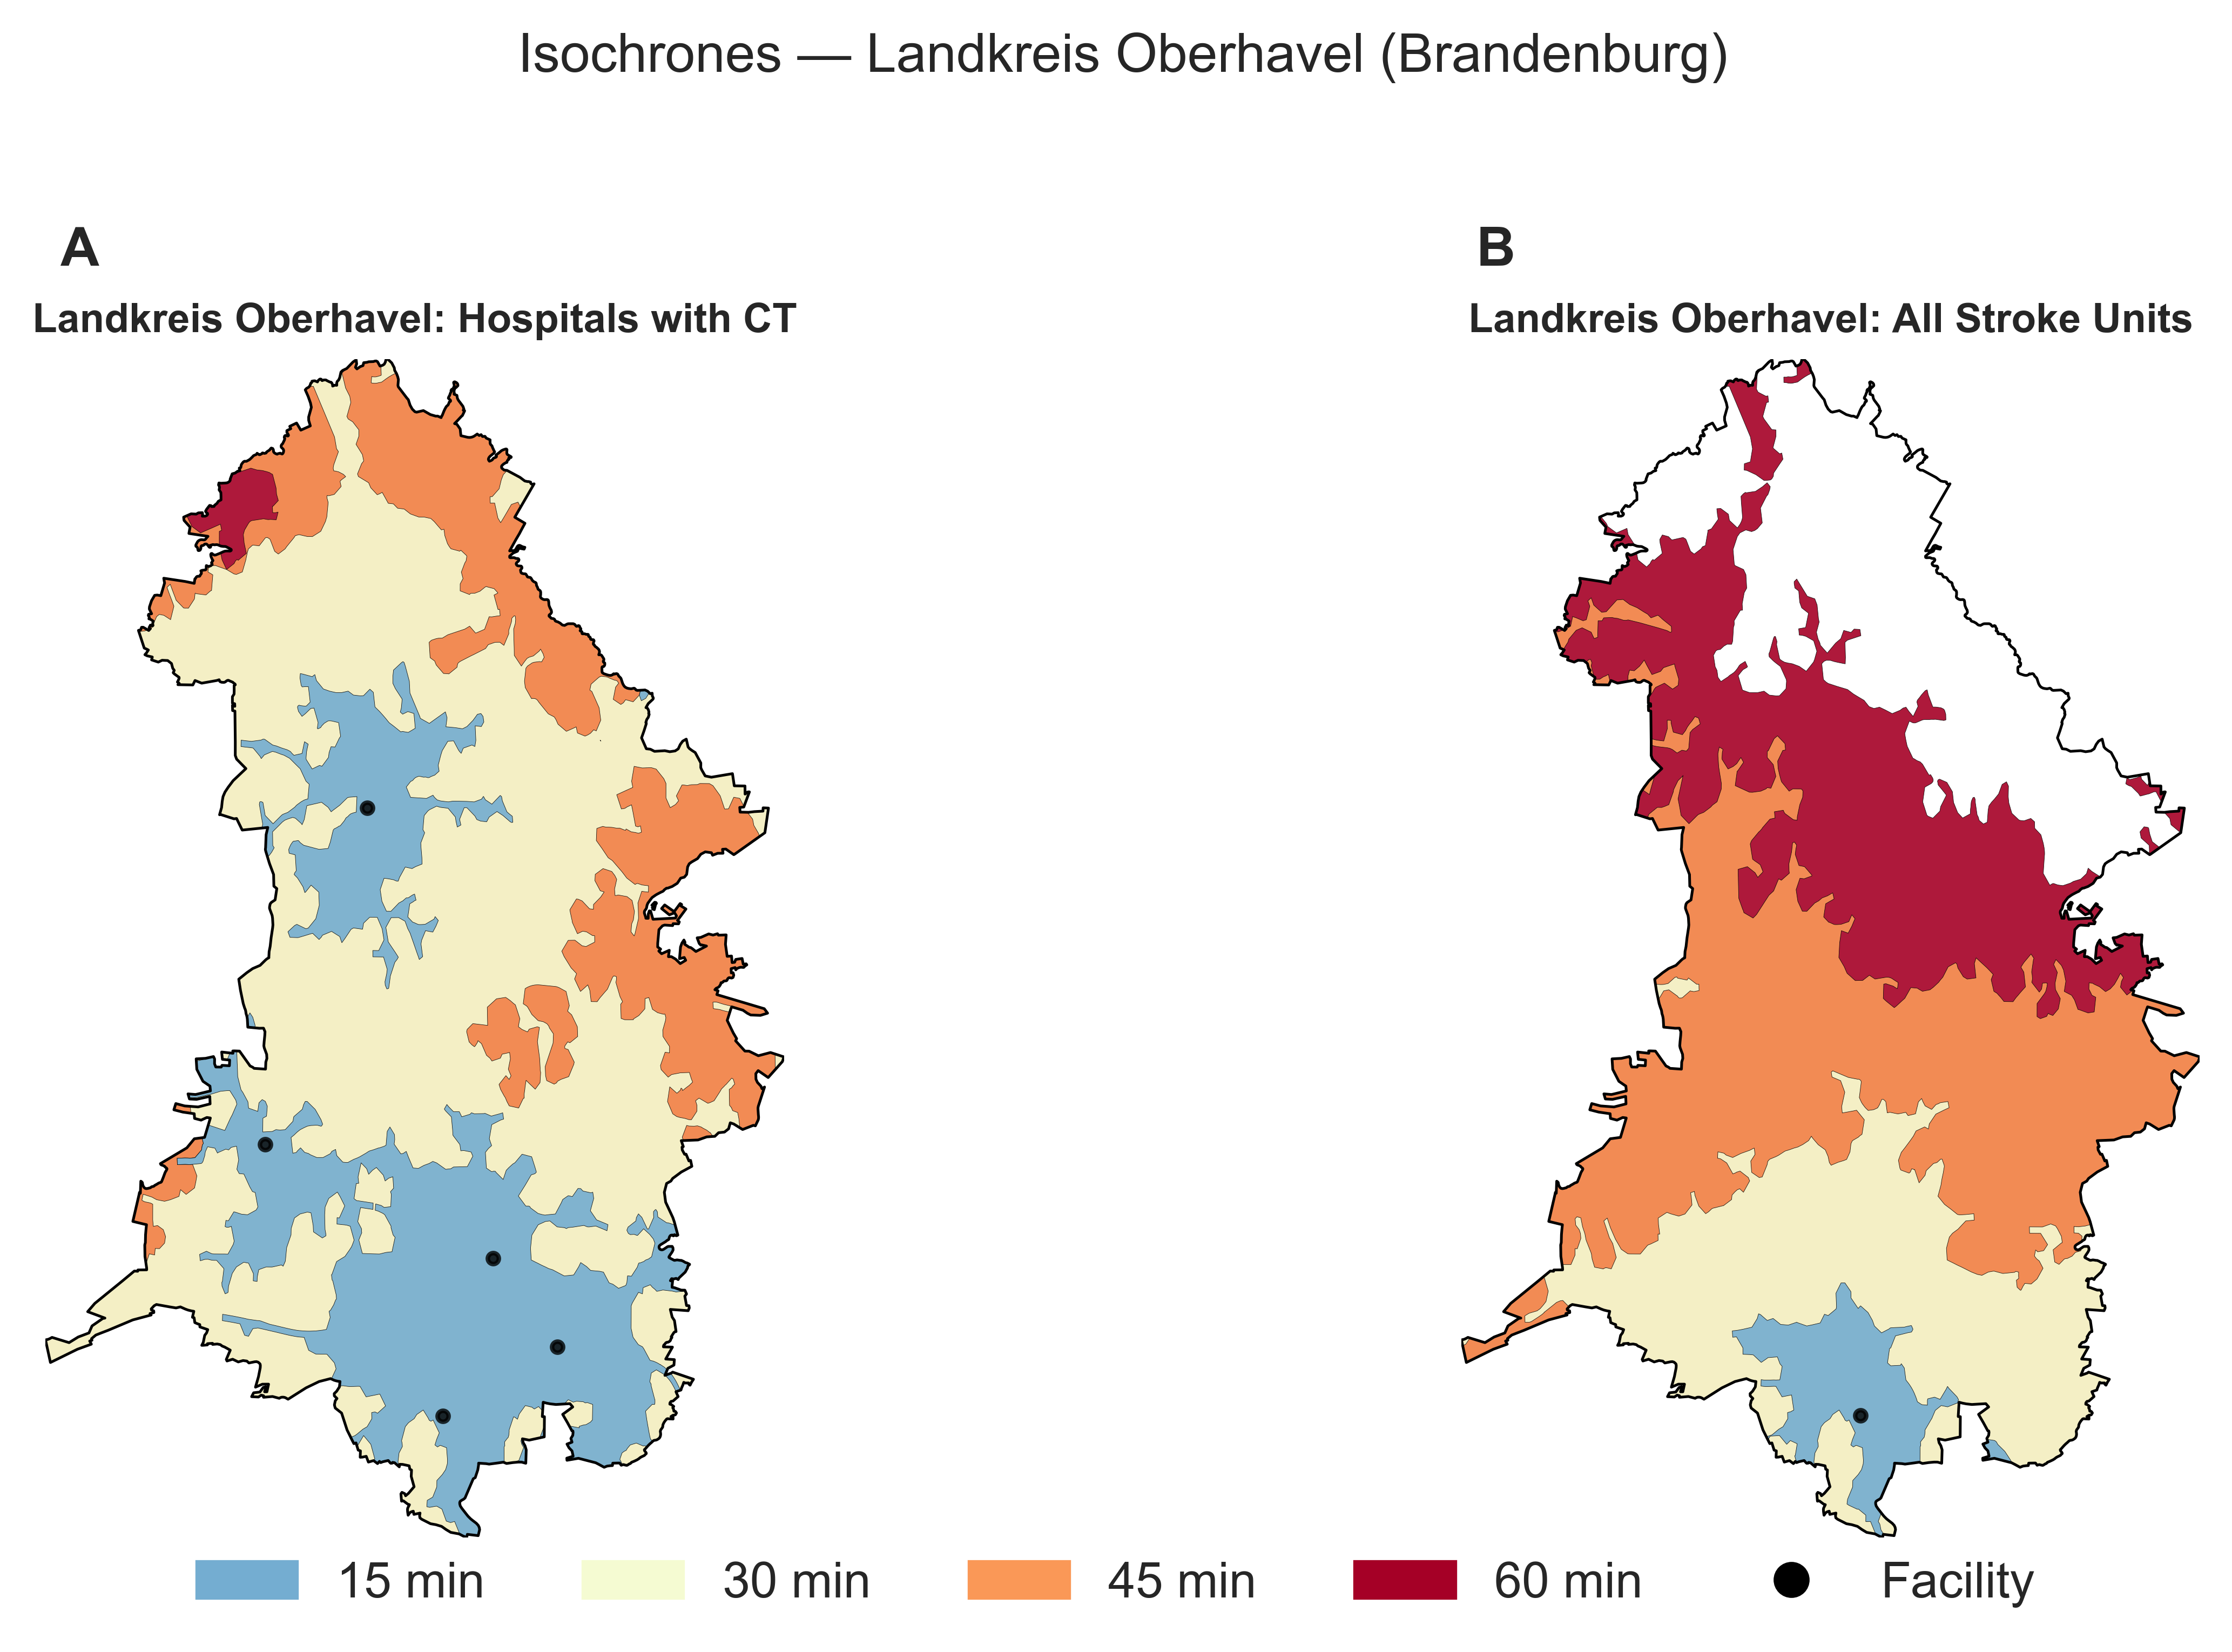 Isochrones — Landkreis Oberhavel (Brandenburg)
A
Landkreis Oberhavel: Hospitals with CT
B
Landkreis Oberhavel: All Stroke Units
15 min
30 min
45 min
60 min
Facility